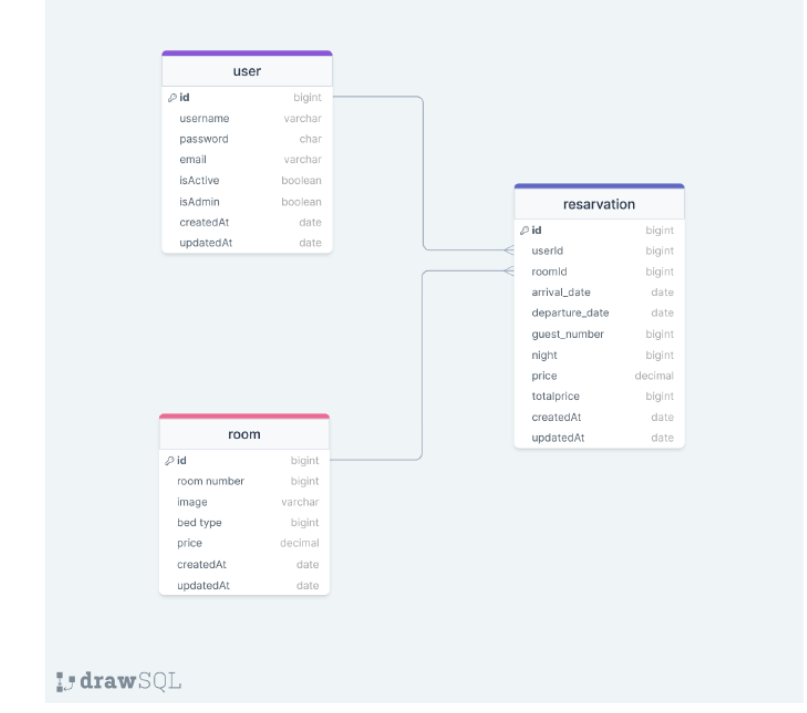 user
id bigint
username varchar
password char
email varchar
isActive boolean
isAdmin boolean
createdAt date
updatedAt date
resarvation
id bigint
userId bigint
roomId bigint
arrival_date date
departure_date date
guest_number bigint
night bigint
price decimal
totalprice bigint
createdAt date
updatedAt date
room
id bigint
room number bigint
image varchar
bed type bigint
price decimal
createdAt date
updatedAt date
drawSQL